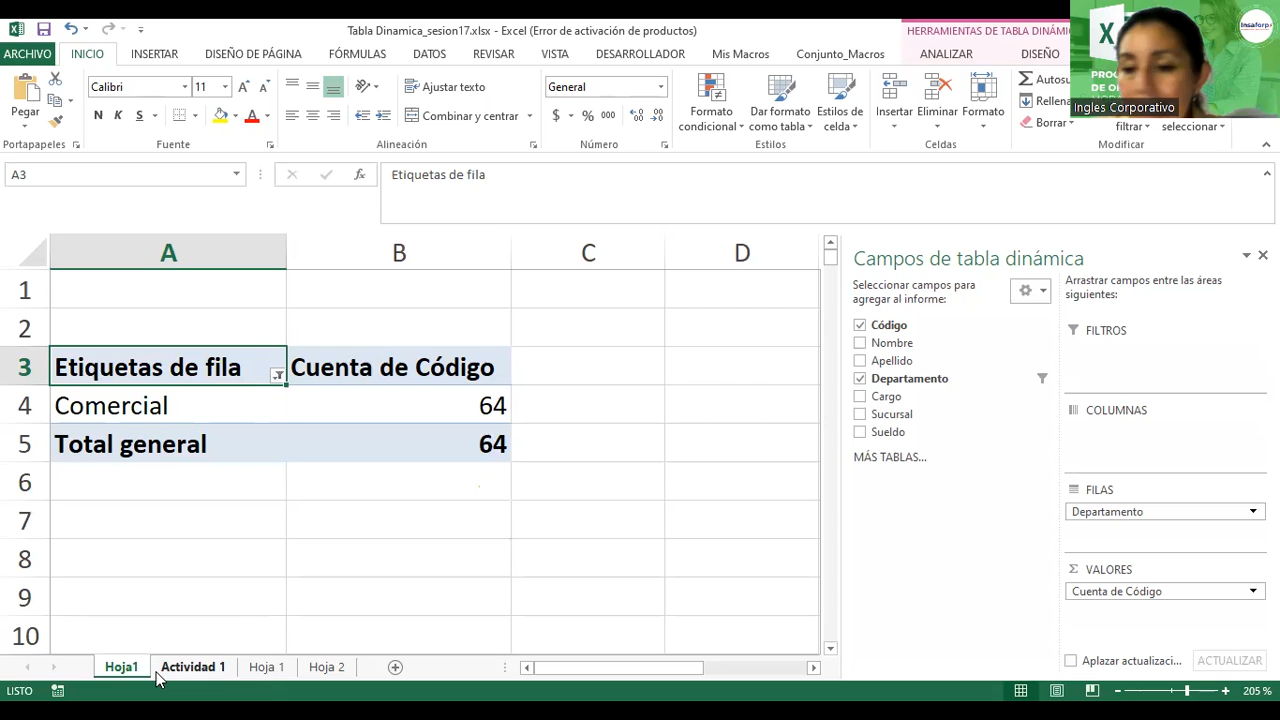 Tabla Dinamica_sesion17.xlsx - Excel (Error de activación de productos)
HERRAMIENTAS DE TABLA DINÁM
ARCHIVO INICIO INSERTAR DISEÑO DE PÁGINA FÓRMULAS DATOS REVISAR VISTA DESARROLLADOR Mis Macros Conjunto_Macros ANALIZAR DISEÑO
Insaforp
Ingles Corporativo
Pegar
Calibri 11
N K S
Ajustar texto
Combinar y centrar
General
$ % 000
Formato condicional
Dar formato como tabla
Estilos de celda
Insertar Eliminar Formato
Autosu
Rellena
Borrar
filtrar seleccionar
Portapapeles Fuente Alineación Número Estilos Celdas Modificar
A3 fx Etiquetas de fila
A B C D
1
2
3 Etiquetas de fila Cuenta de Código
4 Comercial 64
5 Total general 64
6
7
8
9
10
Campos de tabla dinámica
Seleccionar campos para agregar al informe:
Código
Nombre
Apellido
Departamento
Cargo
Sucursal
Sueldo
MÁS TABLAS...
Arrastrar campos entre las áreas siguientes:
FILTROS
COLUMNAS
FILAS
Departamento
VALORES
Cuenta de Código
Aplazar actualizaci... ACTUALIZAR
Hoja1 Actividad 1 Hoja 1 Hoja 2
LISTO 205 %